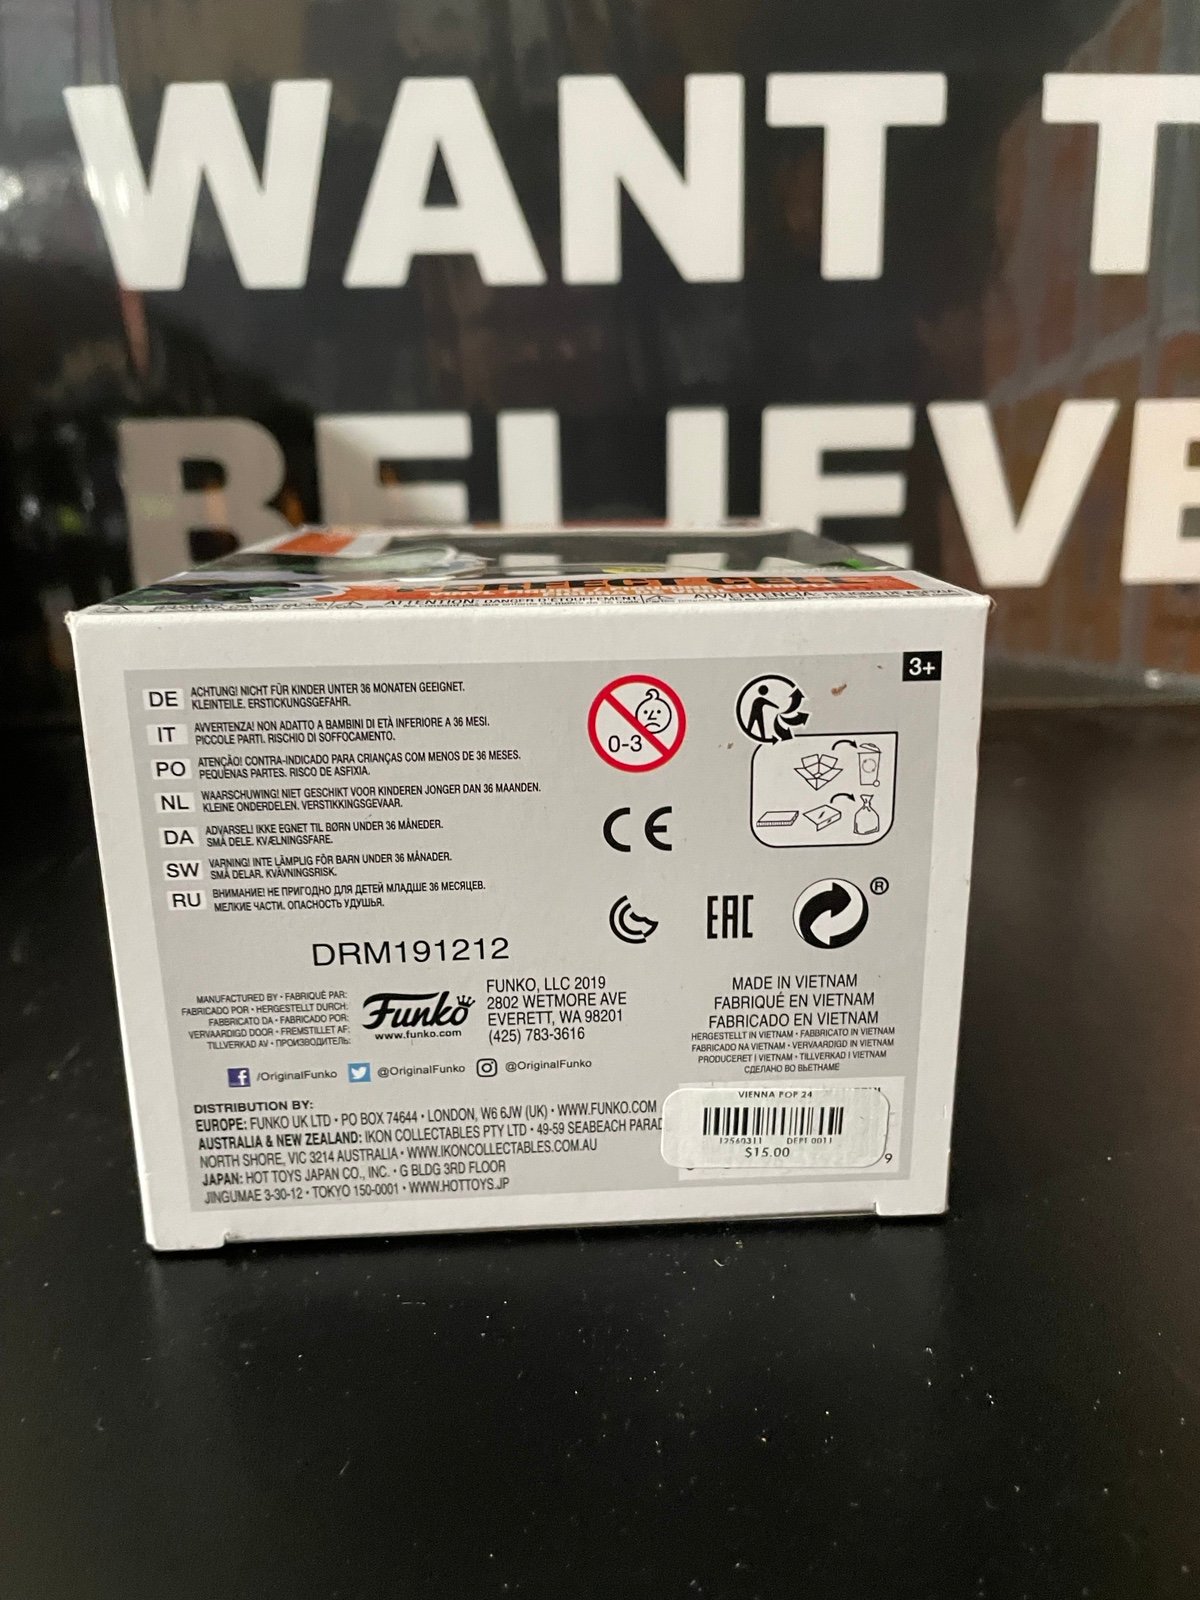 WANT T
BELIEVE
PERFECT CELL
ATTENTION: DANGER D'ÉTOUFFEMENT
ADVERTENCIA: PELIGRO DE ASFIXIA
3+
DE ACHTUNG! NICHT FÜR KINDER UNTER 36 MONATEN GEEIGNET.
KLEINTEILE. ERSTICKUNGSGEFAHR.
IT AVVERTENZA! NON ADATTO A BAMBINI DI ETÀ INFERIORE A 36 MESI.
PICCOLE PARTI. RISCHIO DI SOFFOCAMENTO.
PO ATENÇÃO! CONTRA-INDICADO PARA CRIANÇAS COM MENOS DE 36 MESES.
PEQUENAS PARTES. RISCO DE ASFIXIA.
NL WAARSCHUWING! NIET GESCHIKT VOOR KINDEREN JONGER DAN 36 MAANDEN.
KLEINE ONDERDELEN. VERSTIKKINGSGEVAAR.
DA ADVARSEL! IKKE EGNET TIL BØRN UNDER 36 MÅNEDER.
SMÅ DELE. KVÆLNINGSFARE.
SW VARNING! INTE LÄMPLIG FÖR BARN UNDER 36 MÅNADER.
SMÅ DELAR. KVÄVNINGSRISK.
RU ВНИМАНИЕ! НЕ ПРИГОДНО ДЛЯ ДЕТЕЙ МЛАДШЕ 36 МЕСЯЦЕВ.
МЕЛКИЕ ЧАСТИ. ОПАСНОСТЬ УДУШЬЯ.
0-3
CE
EAC
®
DRM191212
MANUFACTURED BY • FABRIQUÉ PAR:
FABRICADO POR • HERGESTELLT DURCH:
FABBRICATO DA • FABRICADO POR:
VERVAARDIGD DOOR • FREMSTILLET AF:
TILLVERKAD AV • ПРОИЗВОДИТЕЛЬ:
Funko
www.funko.com
FUNKO, LLC 2019
2802 WETMORE AVE
EVERETT, WA 98201
(425) 783-3616
MADE IN VIETNAM
FABRIQUÉ EN VIETNAM
FABRICADO EN VIETNAM
HERGESTELLT IN VIETNAM • FABBRICATO IN VIETNAM
FABRICADO NA VIETNAM • VERVAARDIGD IN VIETNAM
PRODUCERET I VIETNAM • TILLVERKAD I VIETNAM
СДЕЛАНО ВО ВЬЕТНАМЕ
/OriginalFunko @OriginalFunko @OriginalFunko
DISTRIBUTION BY:
EUROPE: FUNKO UK LTD • PO BOX 74644 • LONDON, W6 6JW (UK) • WWW.FUNKO.COM
AUSTRALIA & NEW ZEALAND: IKON COLLECTABLES PTY LTD • 49-59 SEABEACH PARAD
NORTH SHORE, VIC 3214 AUSTRALIA • WWW.IKONCOLLECTABLES.COM.AU
JAPAN: HOT TOYS JAPAN CO., INC. • G BLDG 3RD FLOOR
JINGUMAE 3-30-12 • TOKYO 150-0001 • WWW.HOTTOYS.JP
VIENNA POP 24
12560311 DEPT 0011
$15.00
9